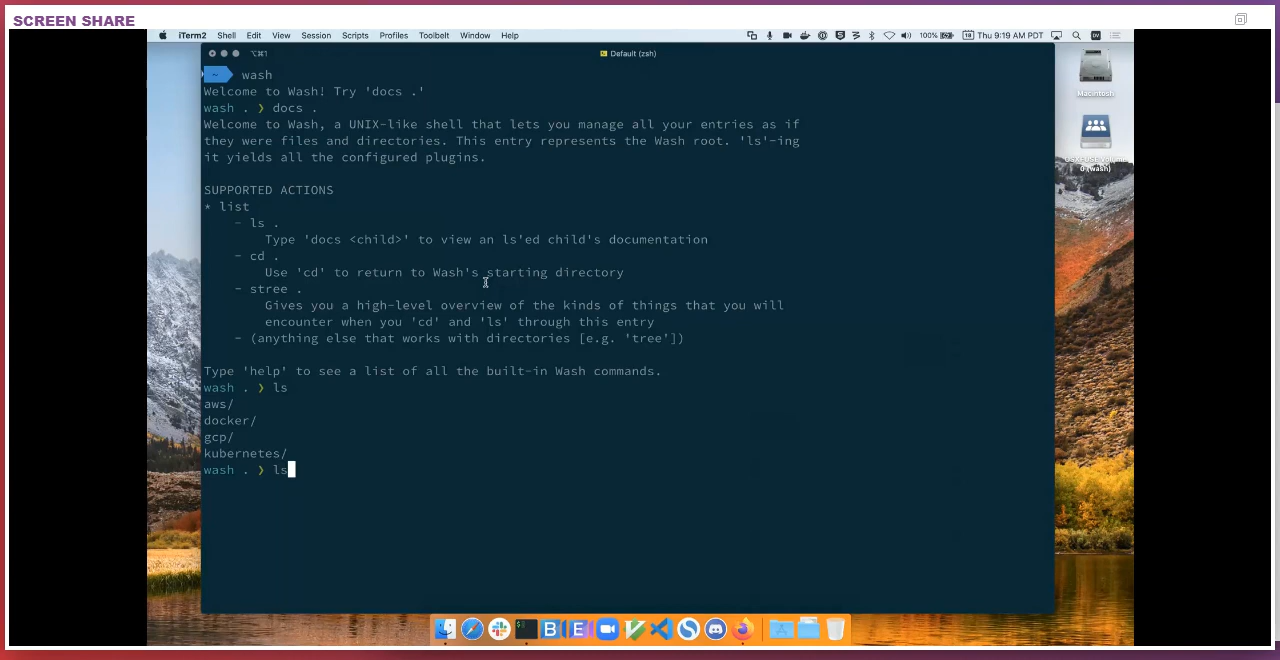 SCREEN SHARE
iTerm2 Shell Edit View Session Scripts Profiles Toolbelt Window Help
100% 18 Thu 9:19 AM PDT
⌥⌘1
Default (zsh)
~ wash
Welcome to Wash! Try 'docs .'
wash . ❯ docs .
Welcome to Wash, a UNIX-like shell that lets you manage all your entries as if
they were files and directories. This entry represents the Wash root. 'ls'-ing
it yields all the configured plugins.
SUPPORTED ACTIONS
* list
- ls .
Type 'docs <child>' to view an ls'ed child's documentation
- cd .
Use 'cd' to return to Wash's starting directory
- stree .
Gives you a high-level overview of the kinds of things that you will
encounter when you 'cd' and 'ls' through this entry
- (anything else that works with directories [e.g. 'tree'])
Type 'help' to see a list of all the built-in Wash commands.
wash . ❯ ls
aws/
docker/
gcp/
kubernetes/
wash . ❯ ls
Macintosh
0 (wash)
B E